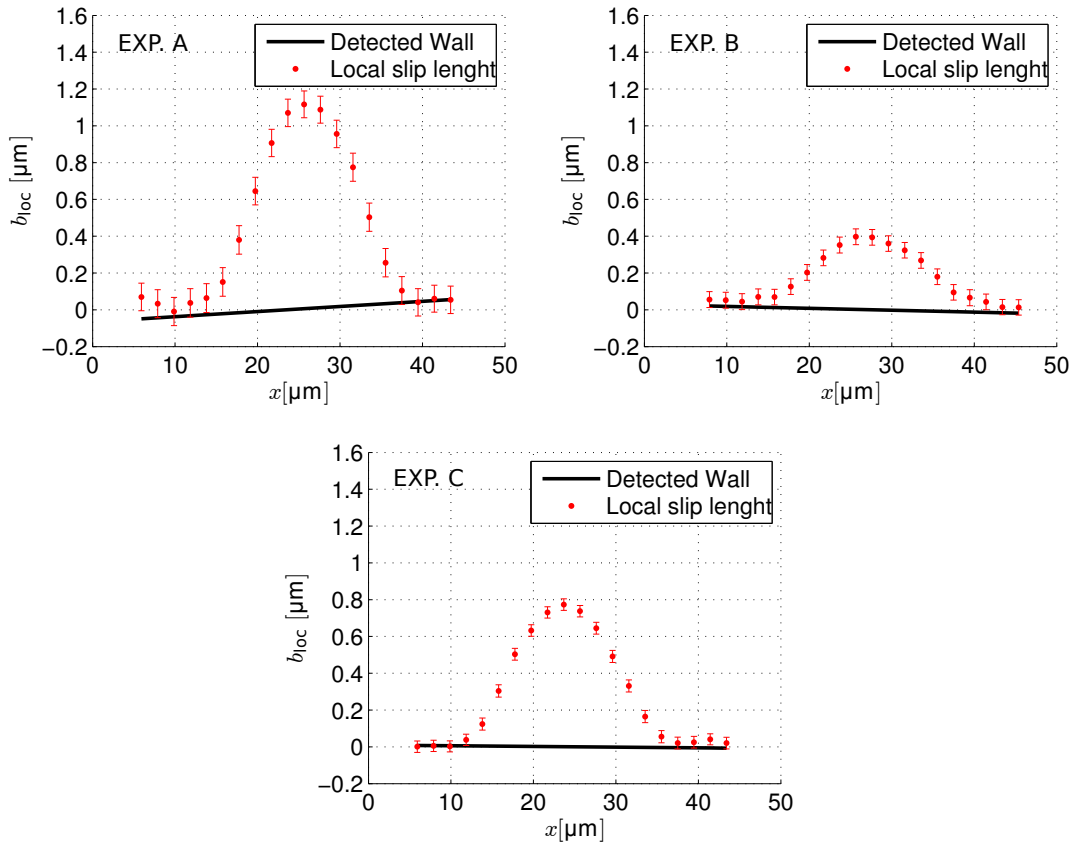 EXP. A
Detected Wall
Local slip lenght
1.6
1.4
1.2
1
0.8
0.6
0.4
0.2
0
−0.2
b_loc [µm]
0 10 20 30 40 50
x[µm]
EXP. B
Detected Wall
Local slip lenght
1.6
1.4
1.2
1
0.8
0.6
0.4
0.2
0
−0.2
b_loc [µm]
0 10 20 30 40 50
x[µm]
EXP. C
Detected Wall
Local slip lenght
1.6
1.4
1.2
1
0.8
0.6
0.4
0.2
0
−0.2
b_loc [µm]
0 10 20 30 40 50
x[µm]